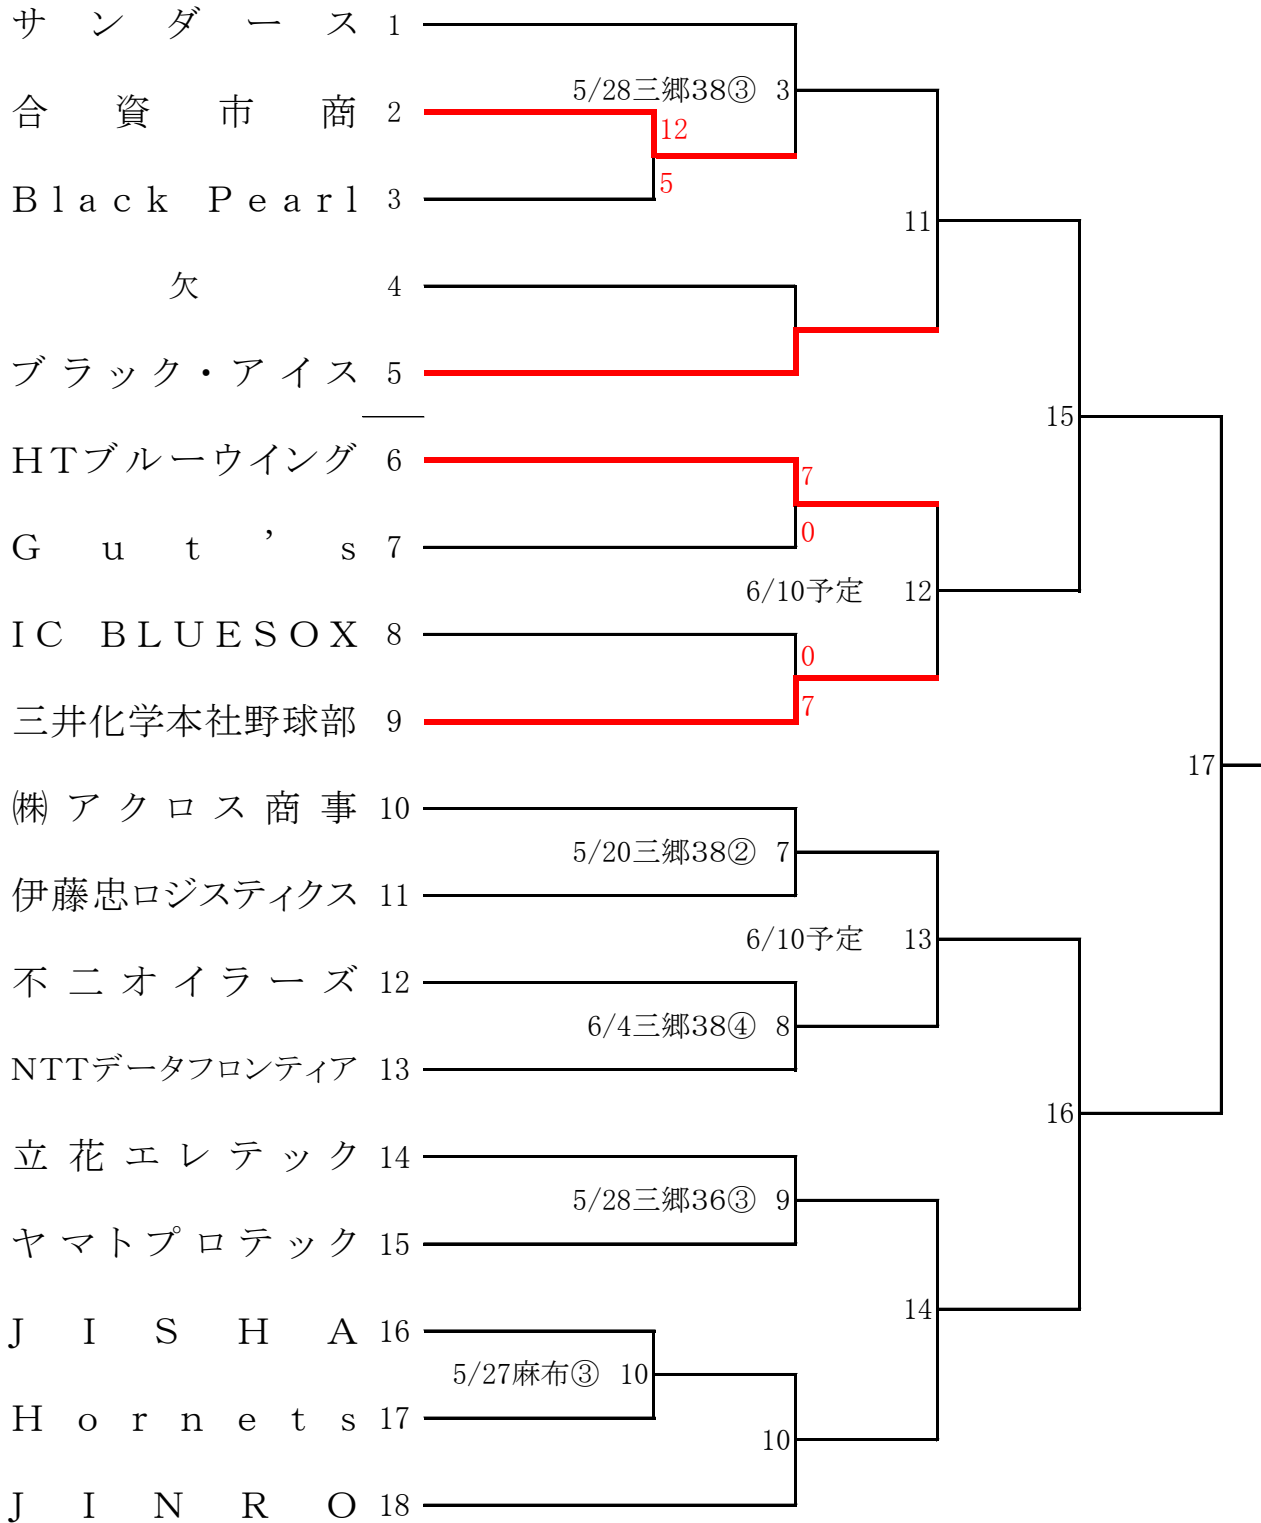 サンダース 1
5/28三郷38③ 3
合資市商 2
12
5
Black Pearl 3
11
欠 4
ブラック・アイス 5
15
HTブルーウイング 6
7
0
Gut’s 7
6/10予定 12
IC BLUESOX 8
0
7
三井化学本社野球部 9
17
㈱アクロス商事 10
5/20三郷38② 7
伊藤忠ロジスティクス 11
6/10予定 13
不二オイラーズ 12
6/4三郷38④ 8
NTTデータフロンティア 13
16
立花エレテック 14
5/28三郷36③ 9
ヤマトプロテック 15
14
JISHA 16
5/27麻布③ 10
Hornets 17
10
JINRO 18